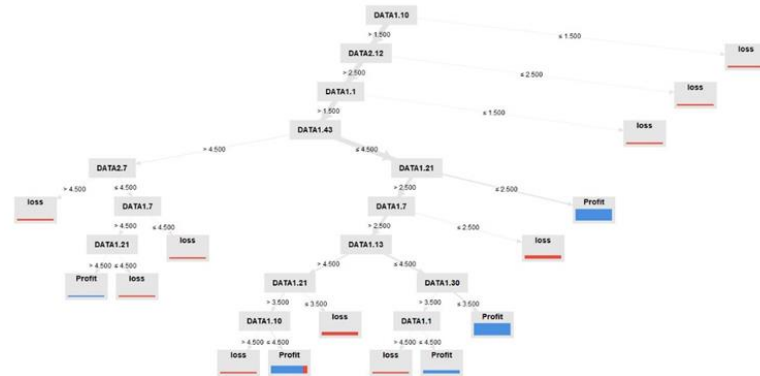 DATA1.10
> 1.500 ≤ 1.500
DATA2.12 loss
> 2.500 ≤ 2.500
DATA1.1 loss
> 1.500 ≤ 1.500
DATA1.43 loss
> 4.500 ≤ 4.500
DATA2.7 DATA1.21
> 4.500 ≤ 4.500 > 2.500 ≤ 2.500
loss DATA1.7 DATA1.7 Profit
> 4.500 ≤ 4.500 > 2.500 ≤ 2.500
DATA1.21 loss DATA1.13 loss
> 4.500 ≤ 4.500 > 4.500 ≤ 4.500
Profit loss DATA1.21 DATA1.30
> 3.500 ≤ 3.500 > 3.500 ≤ 3.500
DATA1.10 loss DATA1.1 Profit
> 4.500 ≤ 4.500 > 4.500 ≤ 4.500
loss Profit loss Profit